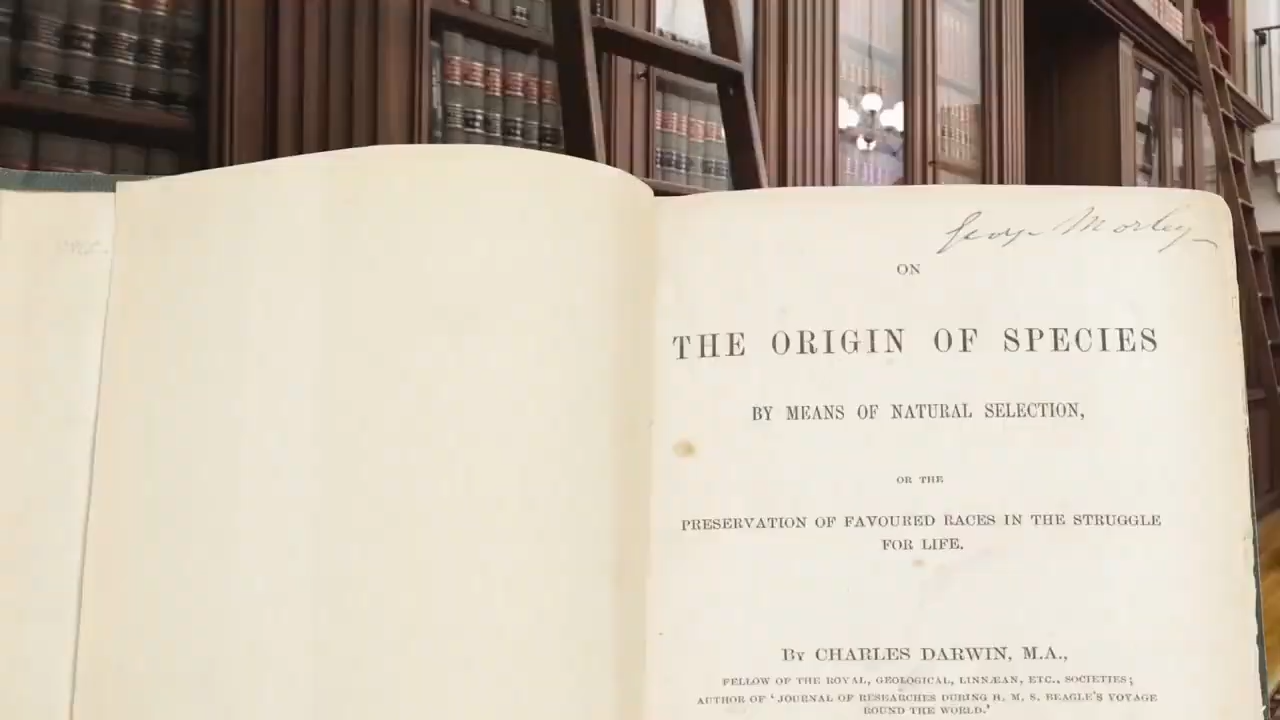 George Morley
ON
THE ORIGIN OF SPECIES
BY MEANS OF NATURAL SELECTION,
OR THE
PRESERVATION OF FAVOURED RACES IN THE STRUGGLE
FOR LIFE.
By CHARLES DARWIN, M.A.,
FELLOW OF THE ROYAL, GEOLOGICAL, LINNÆAN, ETC., SOCIETIES;
AUTHOR OF ‘JOURNAL OF RESEARCHES DURING H. M. S. BEAGLE'S VOYAGE
ROUND THE WORLD.’